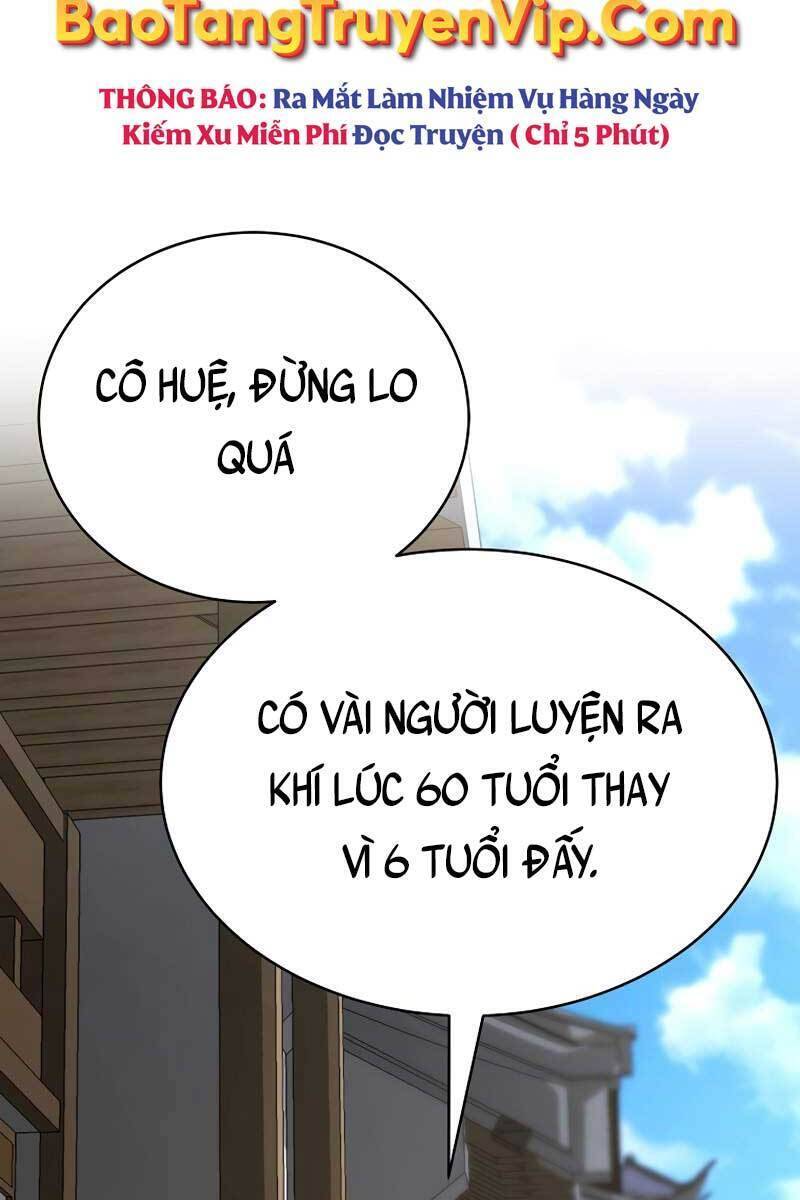 BaoTangTruyenVip.Com
THÔNG BÁO: Ra Mắt Làm Nhiệm Vụ Hàng Ngày
Kiếm Xu Miễn Phí Đọc Truyện ( Chỉ 5 Phút)
CÔ HUỆ, ĐỪNG LO
QUÁ
CÓ VÀI NGƯỜI LUYỆN RA
KHÍ LÚC 60 TUỔI THAY
VÌ 6 TUỔI ĐẤY.